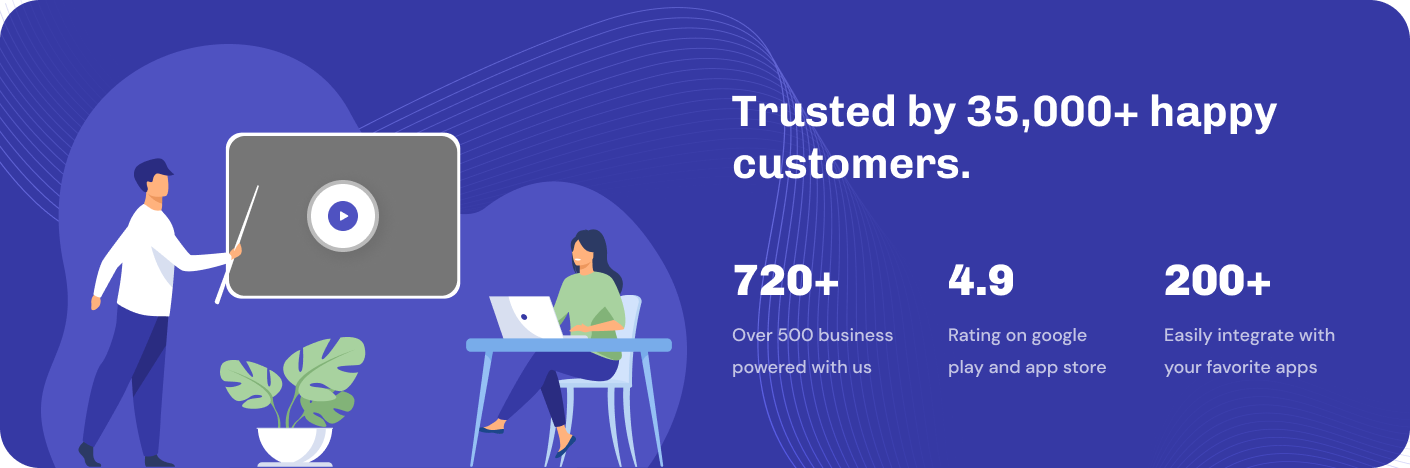 Trusted by 35,000+ happy
customers.
720+
Over 500 business
powered with us
4.9
Rating on google
play and app store
200+
Easily integrate with
your favorite apps